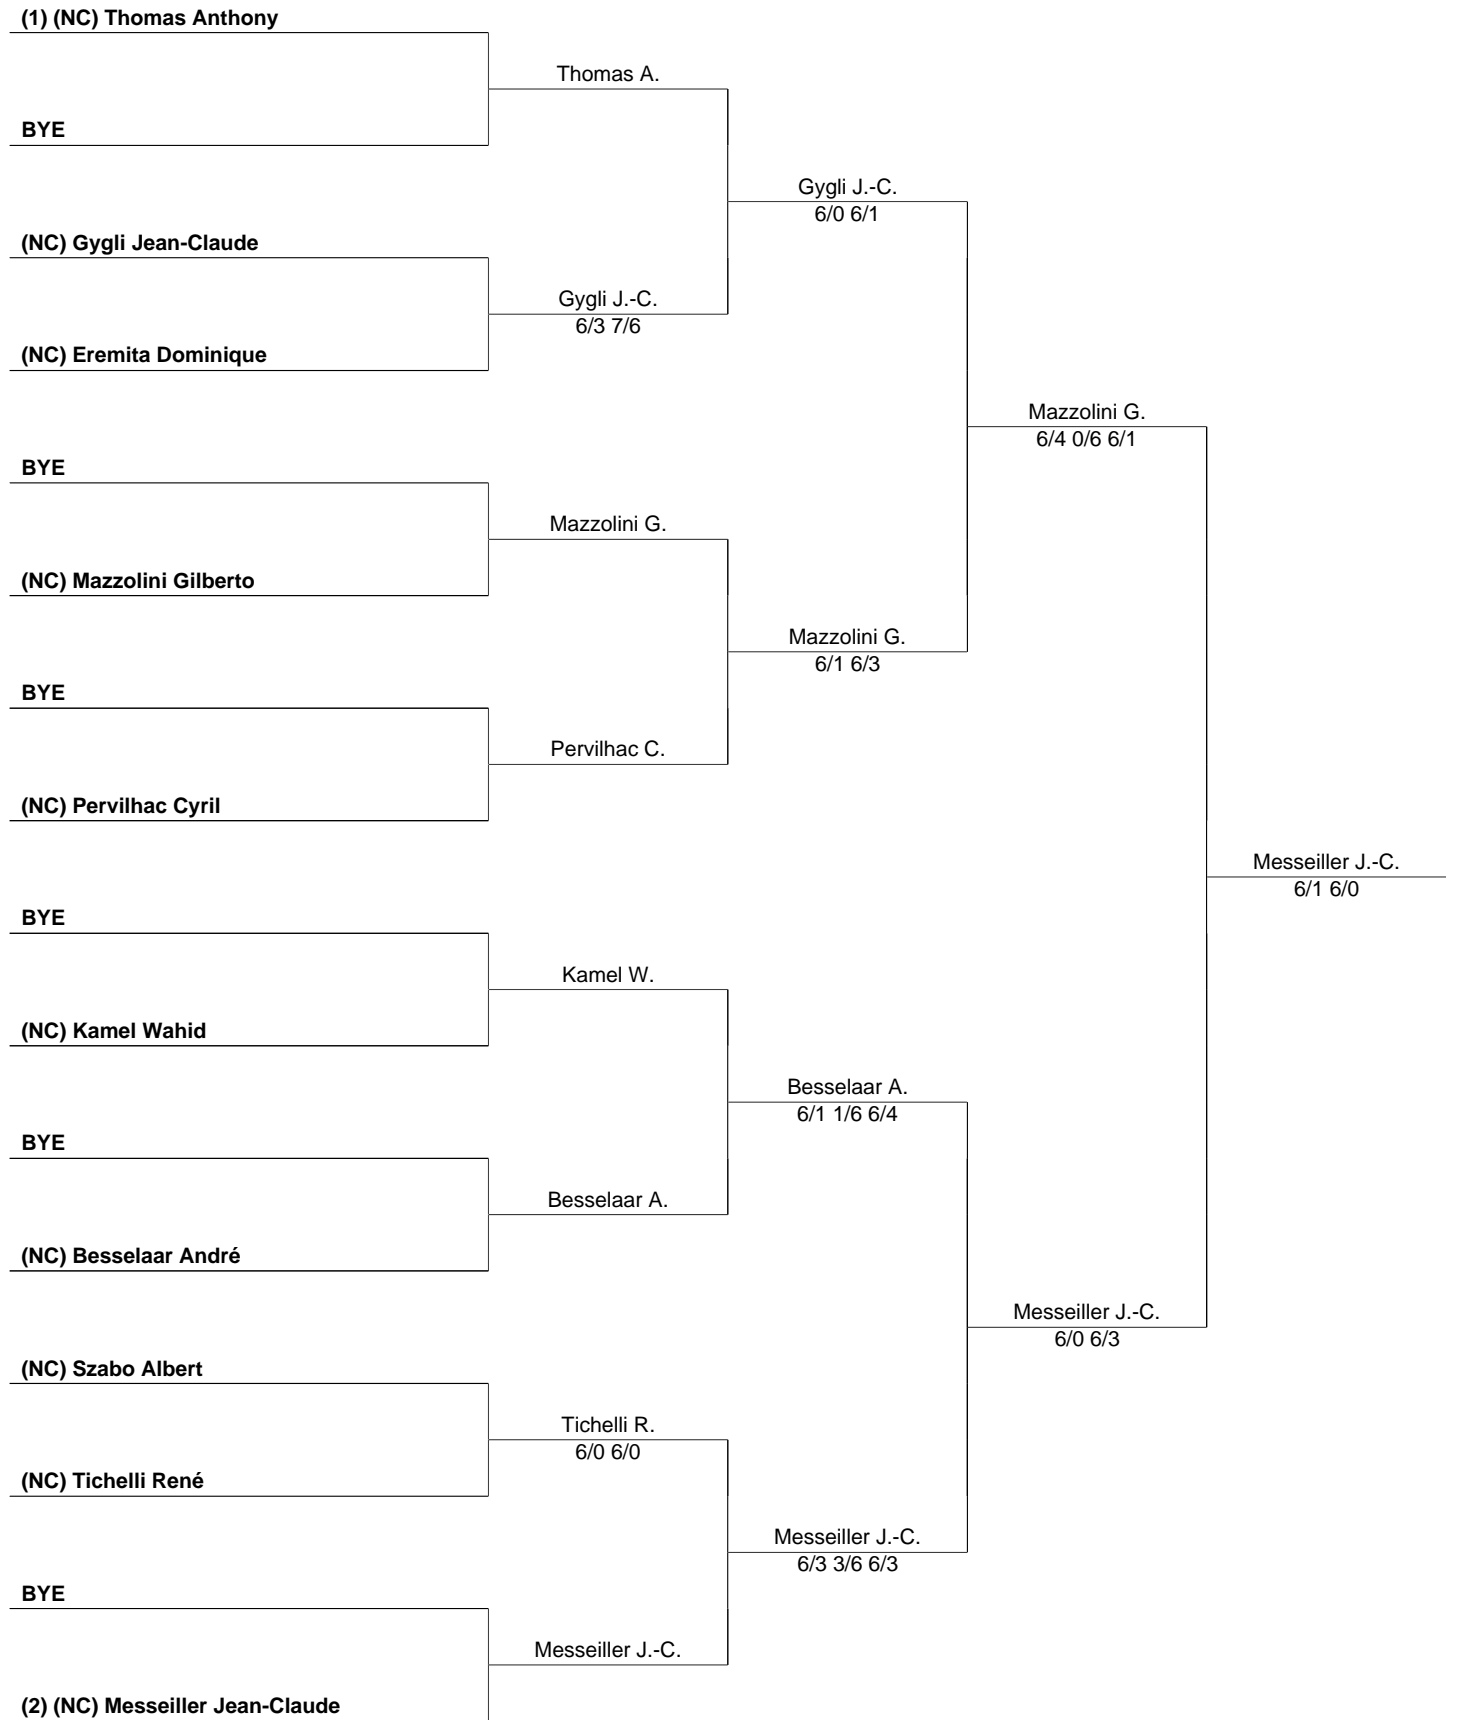 (1) (NC) Thomas Anthony
Thomas A.
BYE
Gygli J.-C.
6/0 6/1
(NC) Gygli Jean-Claude
Gygli J.-C.
6/3 7/6
(NC) Eremita Dominique
Mazzolini G.
6/4 0/6 6/1
BYE
Mazzolini G.
(NC) Mazzolini Gilberto
Mazzolini G.
6/1 6/3
BYE
Pervilhac C.
(NC) Pervilhac Cyril
Messeiller J.-C.
6/1 6/0
BYE
Kamel W.
(NC) Kamel Wahid
Besselaar A.
6/1 1/6 6/4
BYE
Besselaar A.
(NC) Besselaar André
Messeiller J.-C.
6/0 6/3
(NC) Szabo Albert
Tichelli R.
6/0 6/0
(NC) Tichelli René
Messeiller J.-C.
6/3 3/6 6/3
BYE
Messeiller J.-C.
(2) (NC) Messeiller Jean-Claude